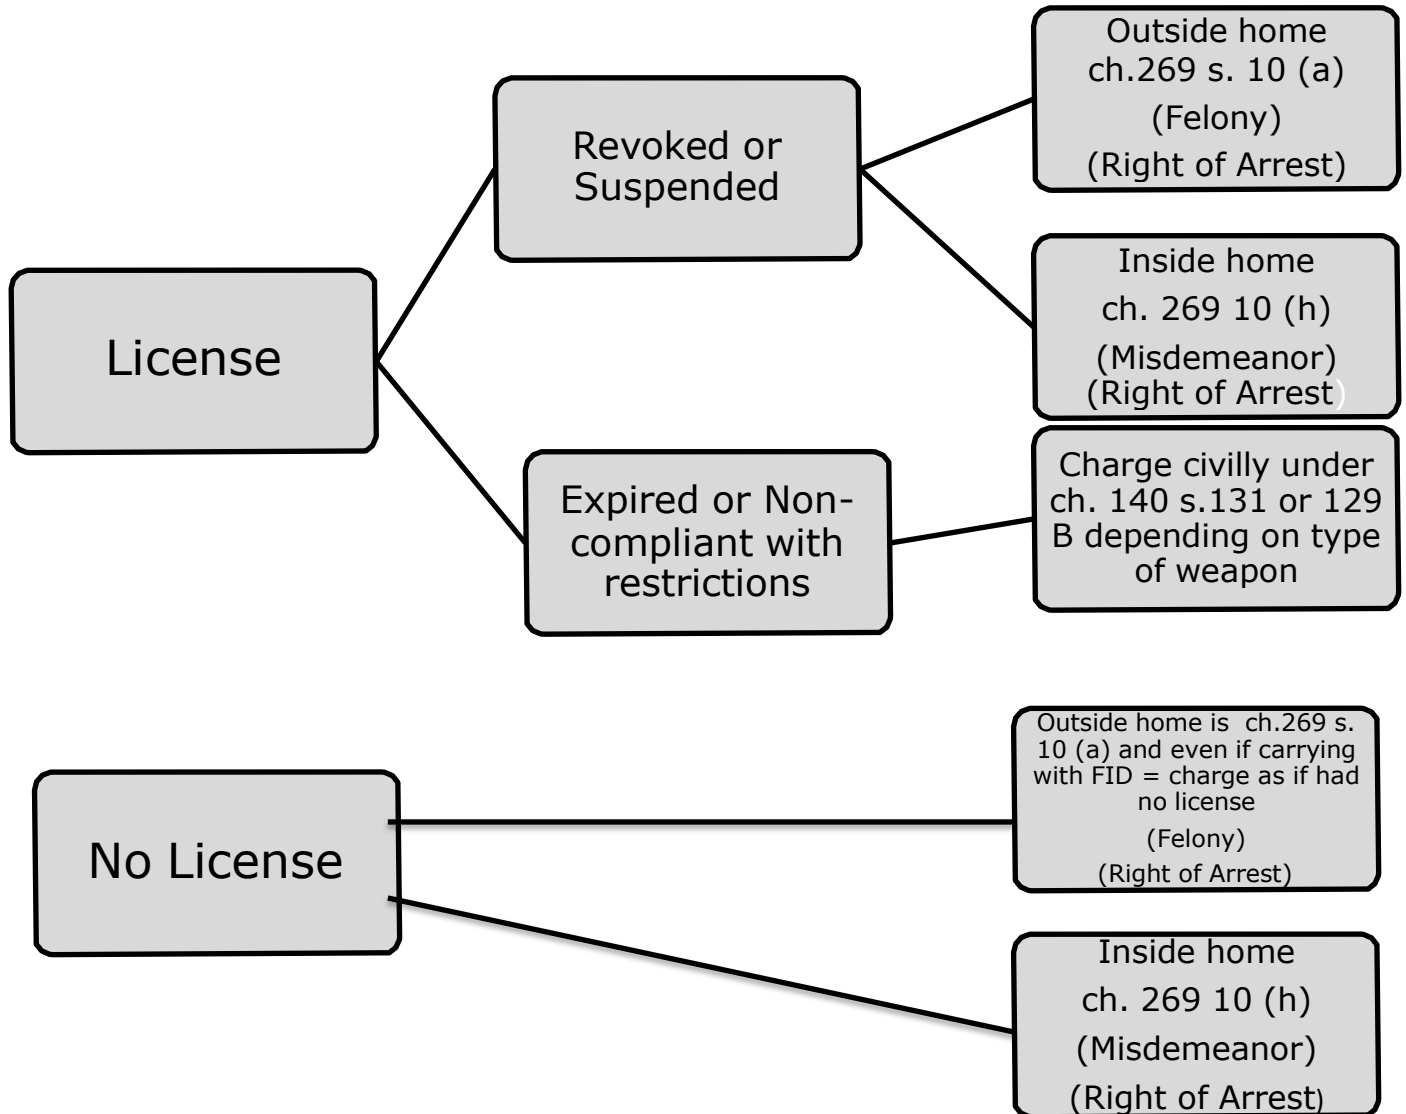 Outside home
ch.269 s. 10 (a)
(Felony)
(Right of Arrest)
Revoked or
Suspended
Inside home
ch. 269 10 (h)
(Misdemeanor)
(Right of Arrest)
License
Expired or Non-
compliant with
restrictions
Charge civilly under
ch. 140 s.131 or 129
B depending on type
of weapon
Outside home is  ch.269 s.
10 (a) and even if carrying
with FID = charge as if had
no license
(Felony)
(Right of Arrest)
No License
Inside home
ch. 269 10 (h)
(Misdemeanor)
(Right of Arrest)